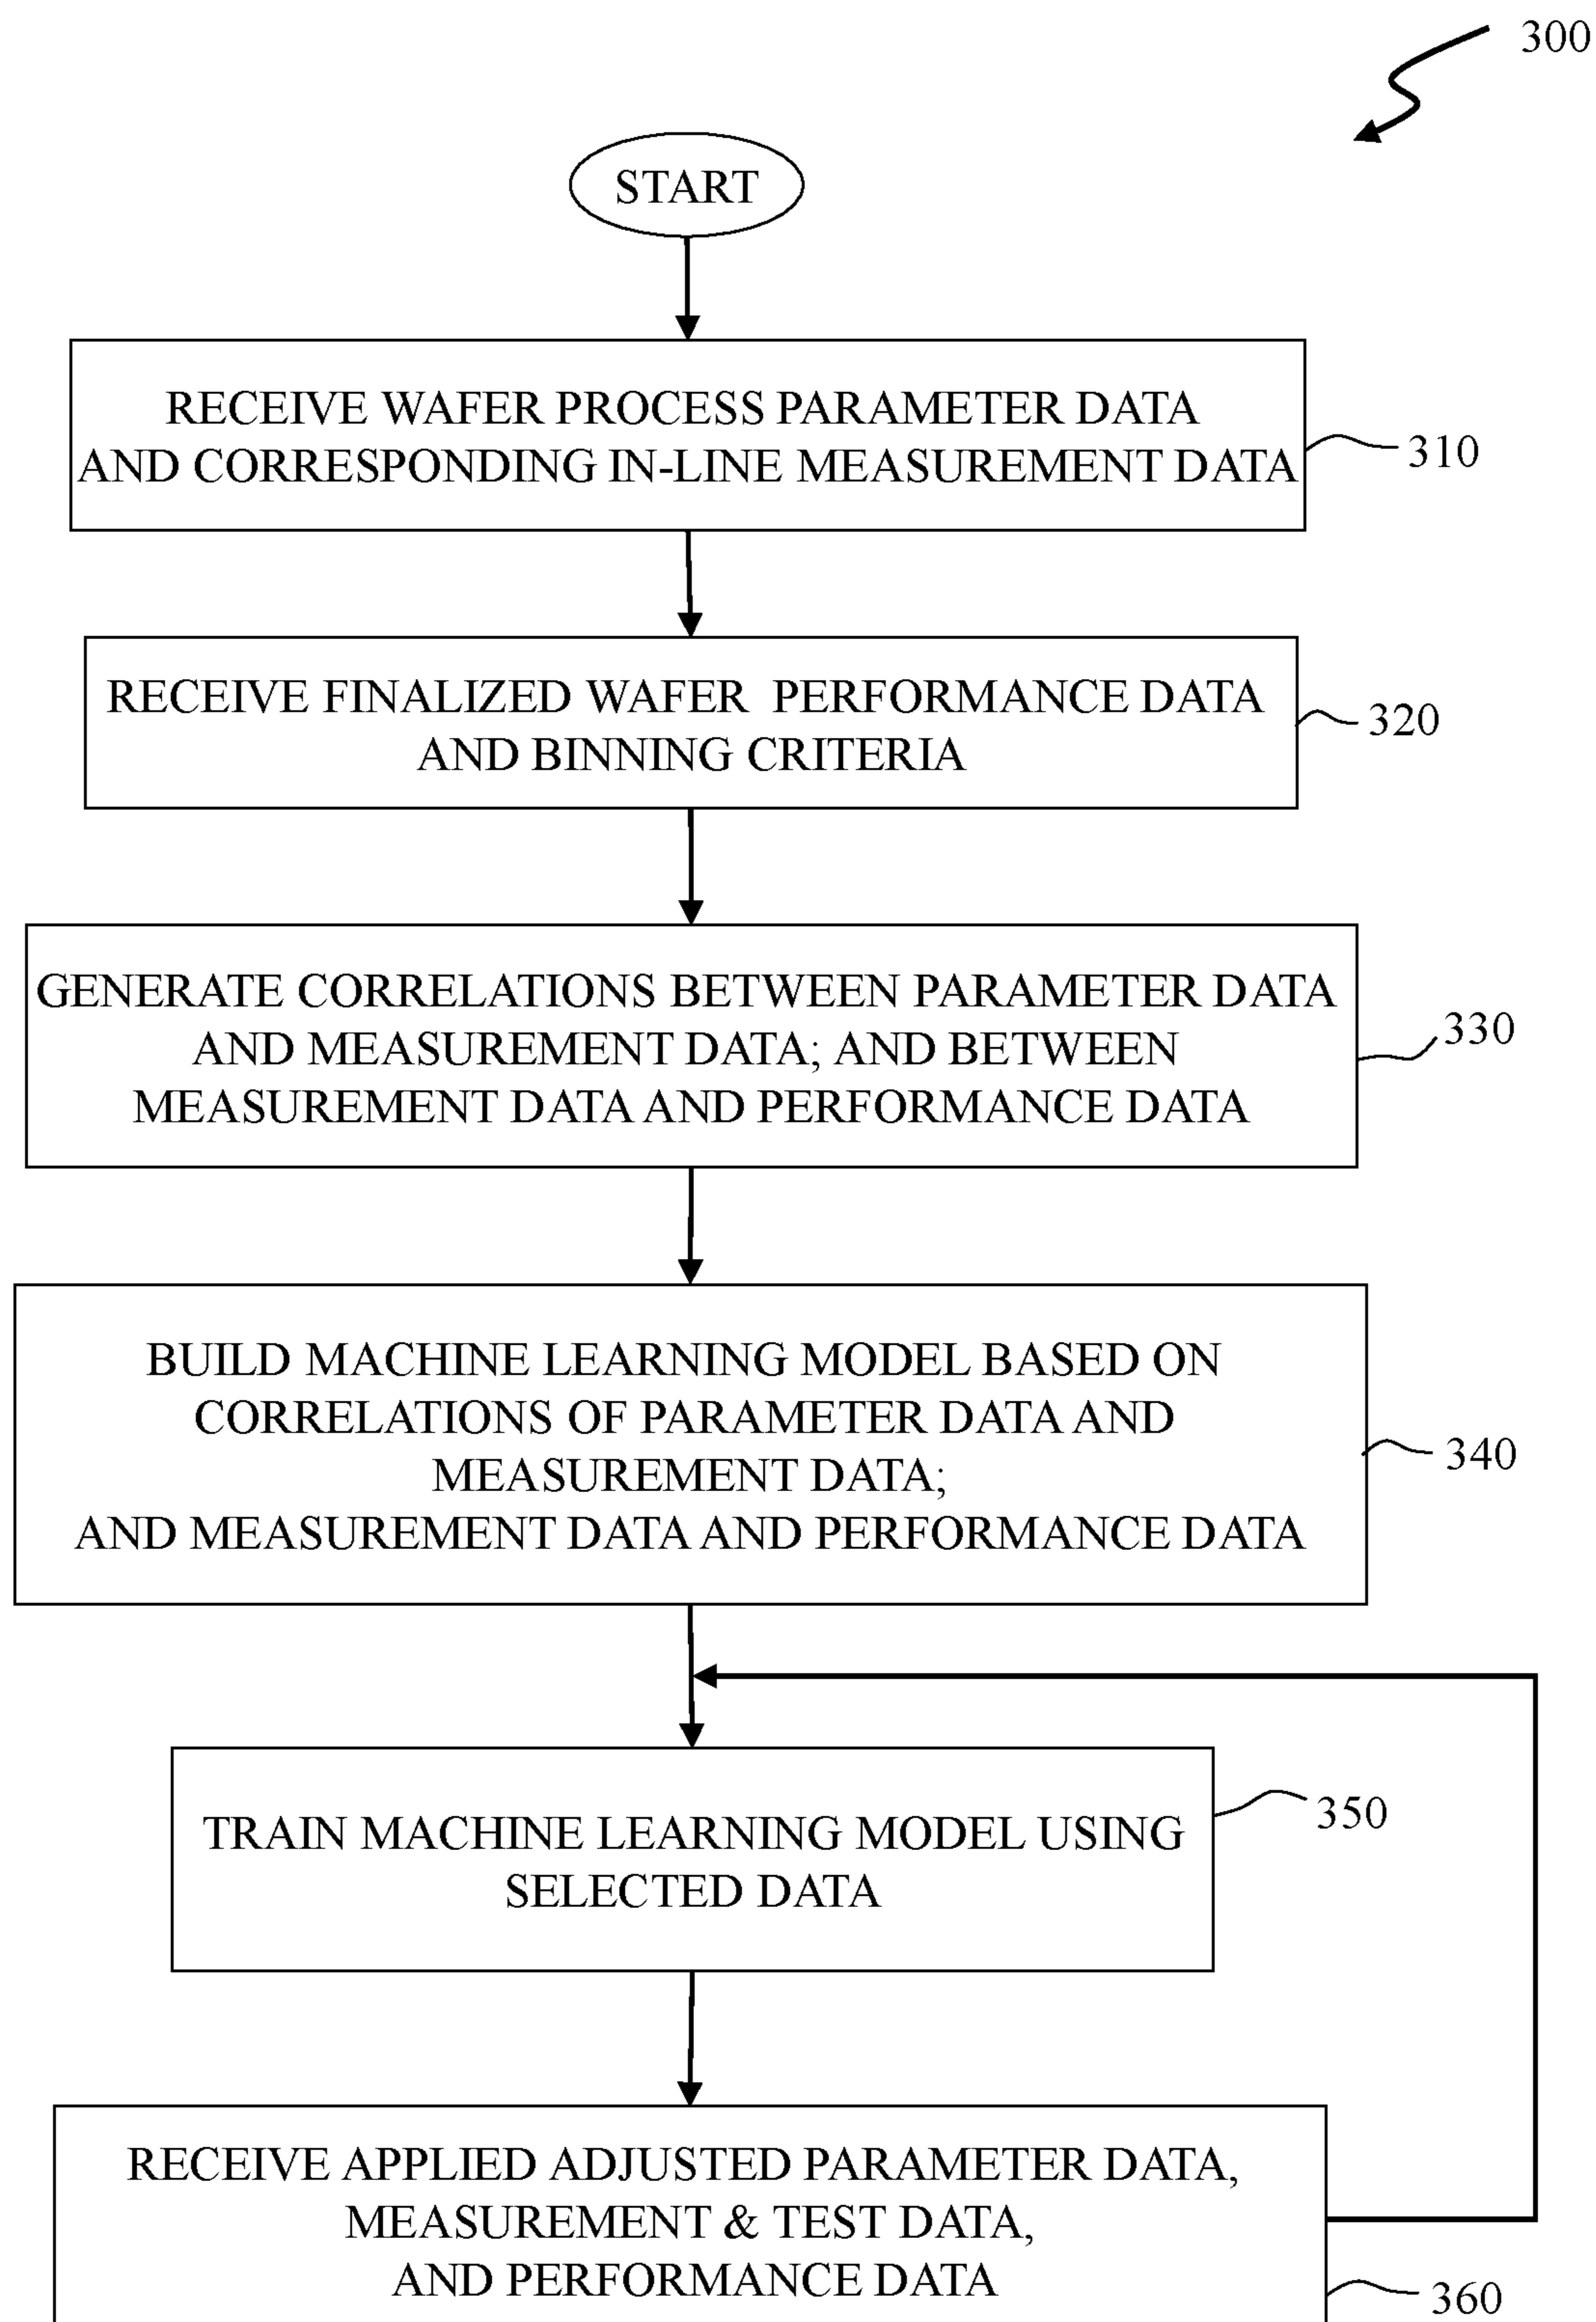 300
START
RECEIVE WAFER PROCESS PARAMETER DATA
AND CORRESPONDING IN-LINE MEASUREMENT DATA
310
RECEIVE FINALIZED WAFER PERFORMANCE DATA
AND BINNING CRITERIA
320
GENERATE CORRELATIONS BETWEEN PARAMETER DATA
AND MEASUREMENT DATA; AND BETWEEN
MEASUREMENT DATA AND PERFORMANCE DATA
330
BUILD MACHINE LEARNING MODEL BASED ON
CORRELATIONS OF PARAMETER DATA AND
MEASUREMENT DATA;
AND MEASUREMENT DATA AND PERFORMANCE DATA
340
TRAIN MACHINE LEARNING MODEL USING
SELECTED DATA
350
RECEIVE APPLIED ADJUSTED PARAMETER DATA,
MEASUREMENT & TEST DATA,
AND PERFORMANCE DATA
360